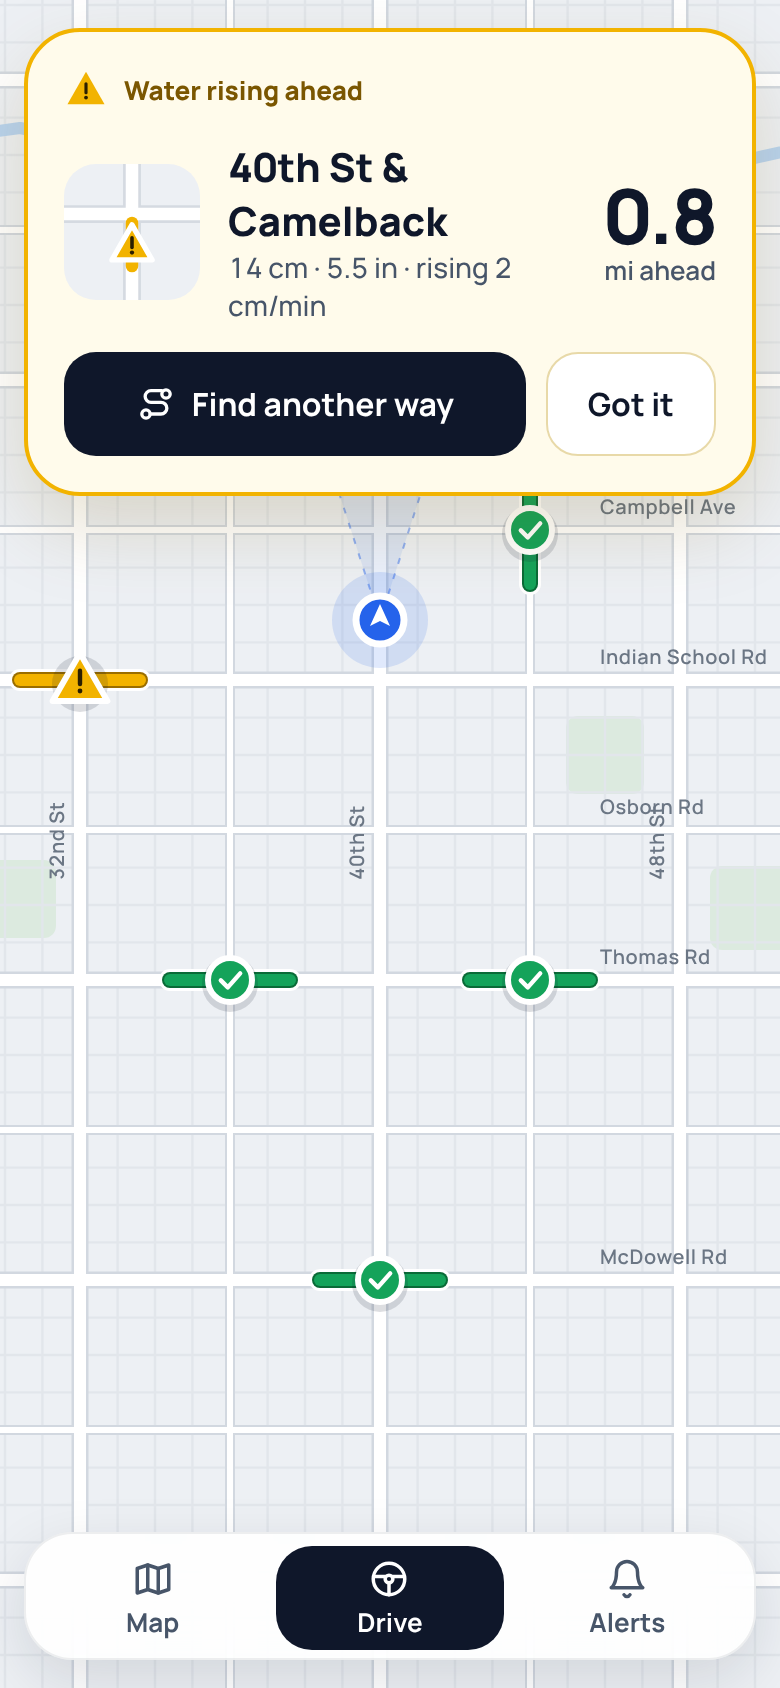 Water rising ahead
40th St &
Camelback
14 cm · 5.5 in · rising 2
cm/min
0.8
mi ahead
Find another way
Got it
Campbell Ave
Indian School Rd
Osborn Rd
32nd St
40th St
48th St
Thomas Rd
McDowell Rd
Map
Drive
Alerts